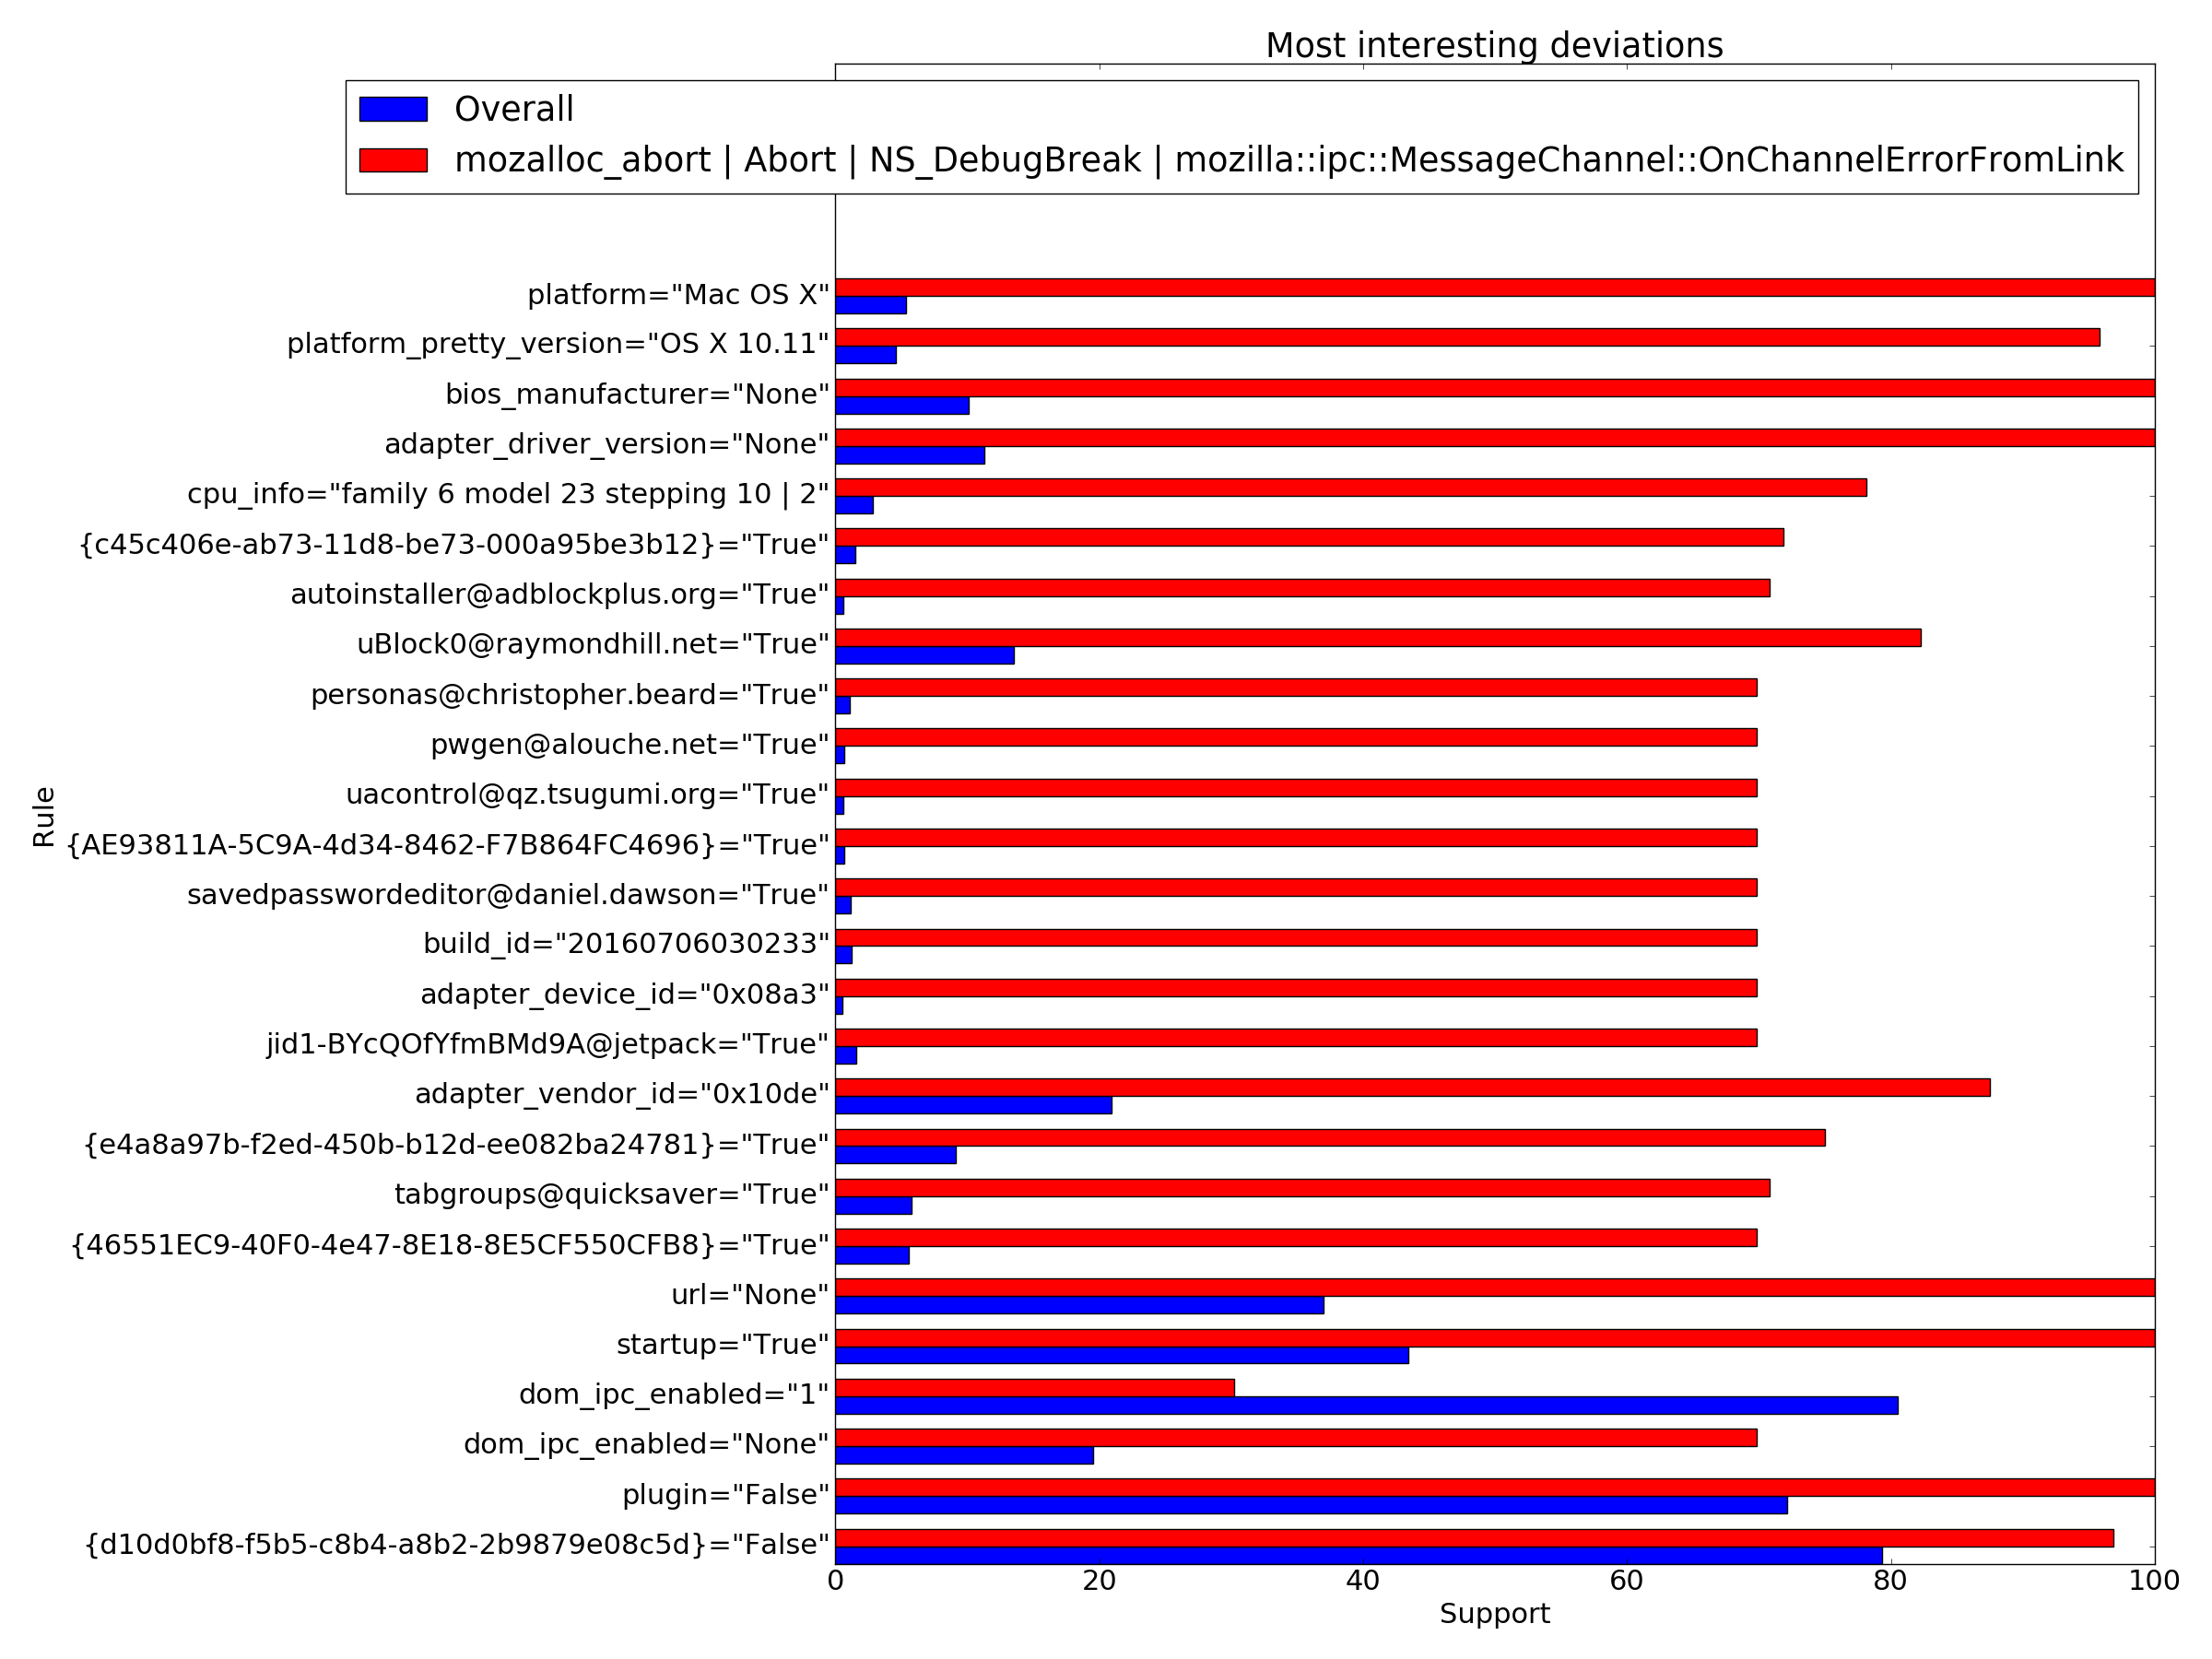 Most interesting deviations
Overall
mozalloc_abort | Abort | NS_DebugBreak | mozilla::ipc::MessageChannel::OnChannelErrorFromLink
platform="Mac OS X"
platform_pretty_version="OS X 10.11"
bios_manufacturer="None"
adapter_driver_version="None"
cpu_info="family 6 model 23 stepping 10 | 2"
{c45c406e-ab73-11d8-be73-000a95be3b12}="True"
autoinstaller@adblockplus.org="True"
uBlock0@raymondhill.net="True"
personas@christopher.beard="True"
pwgen@alouche.net="True"
uacontrol@qz.tsugumi.org="True"
{AE93811A-5C9A-4d34-8462-F7B864FC4696}="True"
savedpasswordeditor@daniel.dawson="True"
build_id="20160706030233"
adapter_device_id="0x08a3"
jid1-BYcQOfYfmBMd9A@jetpack="True"
adapter_vendor_id="0x10de"
{e4a8a97b-f2ed-450b-b12d-ee082ba24781}="True"
tabgroups@quicksaver="True"
{46551EC9-40F0-4e47-8E18-8E5CF550CFB8}="True"
url="None"
startup="True"
dom_ipc_enabled="1"
dom_ipc_enabled="None"
plugin="False"
{d10d0bf8-f5b5-c8b4-a8b2-2b9879e08c5d}="False"
Rule
0 20 40 60 80 100
Support